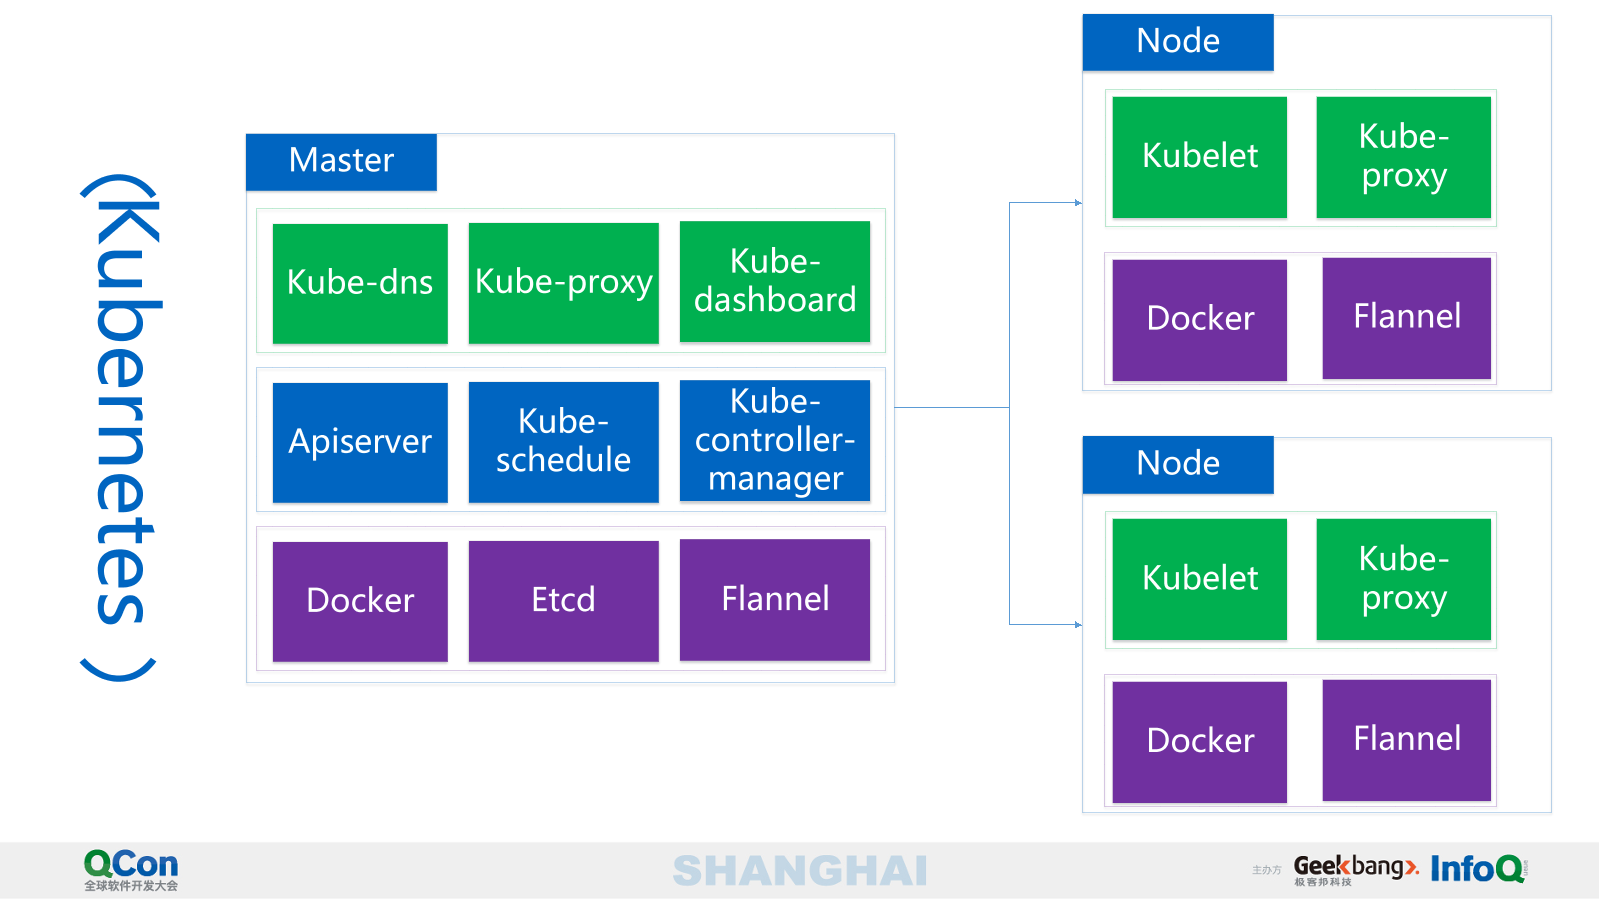 (Kubernetes )
Master
Kube-dns
Kube-proxy
Kube-
dashboard
Apiserver
Kube-
schedule
Kube-
controller-
manager
Docker
Etcd
Flannel
Node
Kubelet
Kube-
proxy
Docker
Flannel
Node
Kubelet
Kube-
proxy
Docker
Flannel
QCon
全球软件开发大会
SHANGHAI
主办方
Geekbang>.
极客邦科技
InfoQ